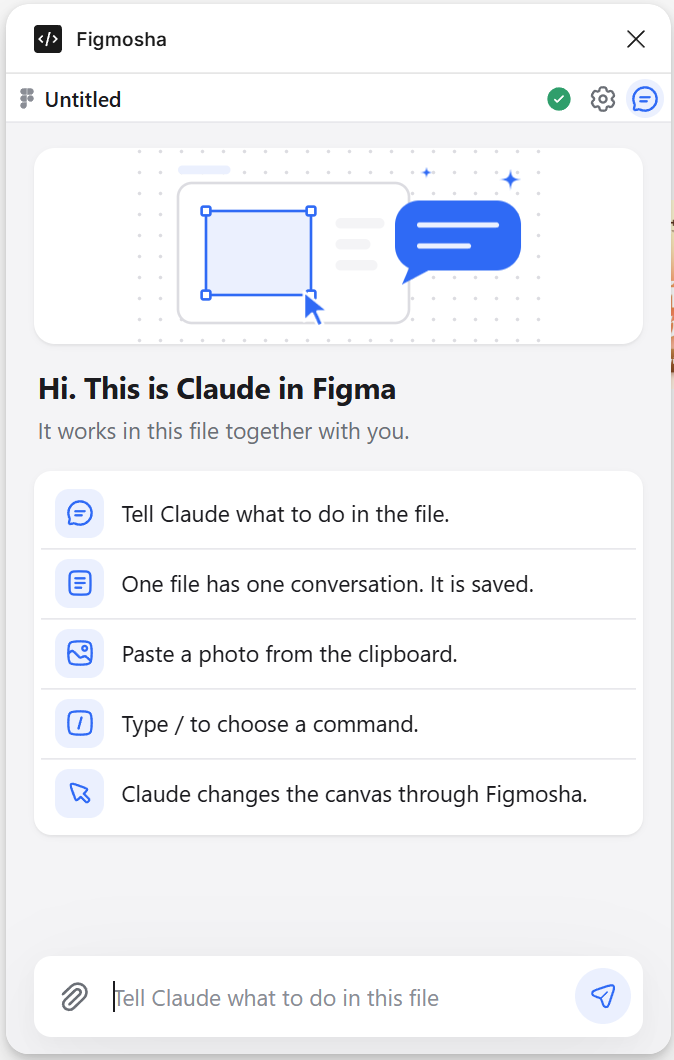 Figmosha
Untitled
Hi. This is Claude in Figma
It works in this file together with you.
Tell Claude what to do in the file.
One file has one conversation. It is saved.
Paste a photo from the clipboard.
Type / to choose a command.
Claude changes the canvas through Figmosha.
Tell Claude what to do in this file